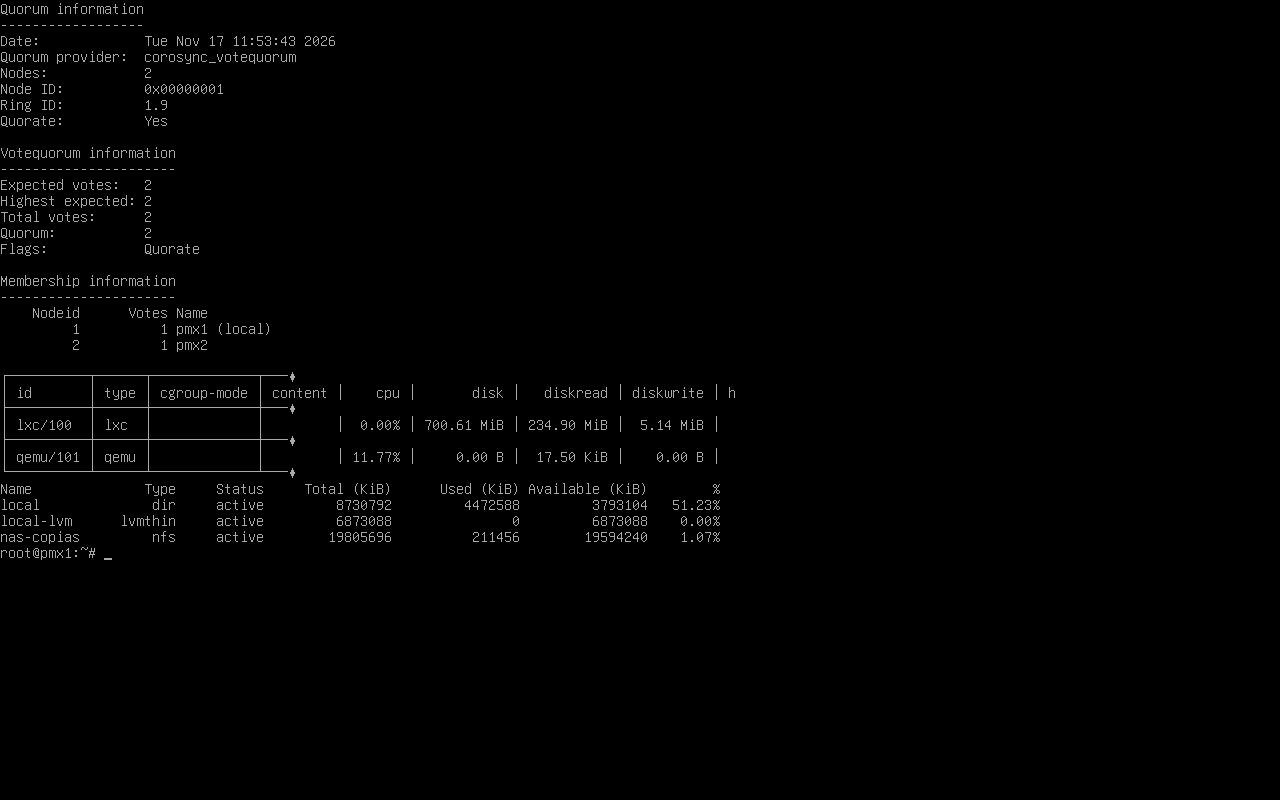 Quorum information
------------------
Date:             Tue Nov 17 11:53:43 2026
Quorum provider:  corosync_votequorum
Nodes:            2
Node ID:          0x00000001
Ring ID:          1.9
Quorate:          Yes
Votequorum information
----------------------
Expected votes:   2
Highest expected: 2
Total votes:      2
Quorum:           2
Flags:            Quorate
Membership information
----------------------
    Nodeid      Votes Name
         1          1 pmx1 (local)
         2          1 pmx2
│ id       │ type │ cgroup-mode │ content │    cpu │       disk │   diskread │ diskwrite │ h
│ lxc/100  │ lxc  │             │         │  0.00% │ 700.61 MiB │ 234.90 MiB │  5.14 MiB │
│ qemu/101 │ qemu │             │         │ 11.77% │     0.00 B │  17.50 KiB │    0.00 B │
Name              Type     Status     Total (KiB)      Used (KiB) Available (KiB)        %
local              dir     active         8730792         4472588         3793104   51.23%
local-lvm      lvmthin     active         6873088               0         6873088    0.00%
nas-copias         nfs     active        19805696          211456        19594240    1.07%
root@pmx1:~# _